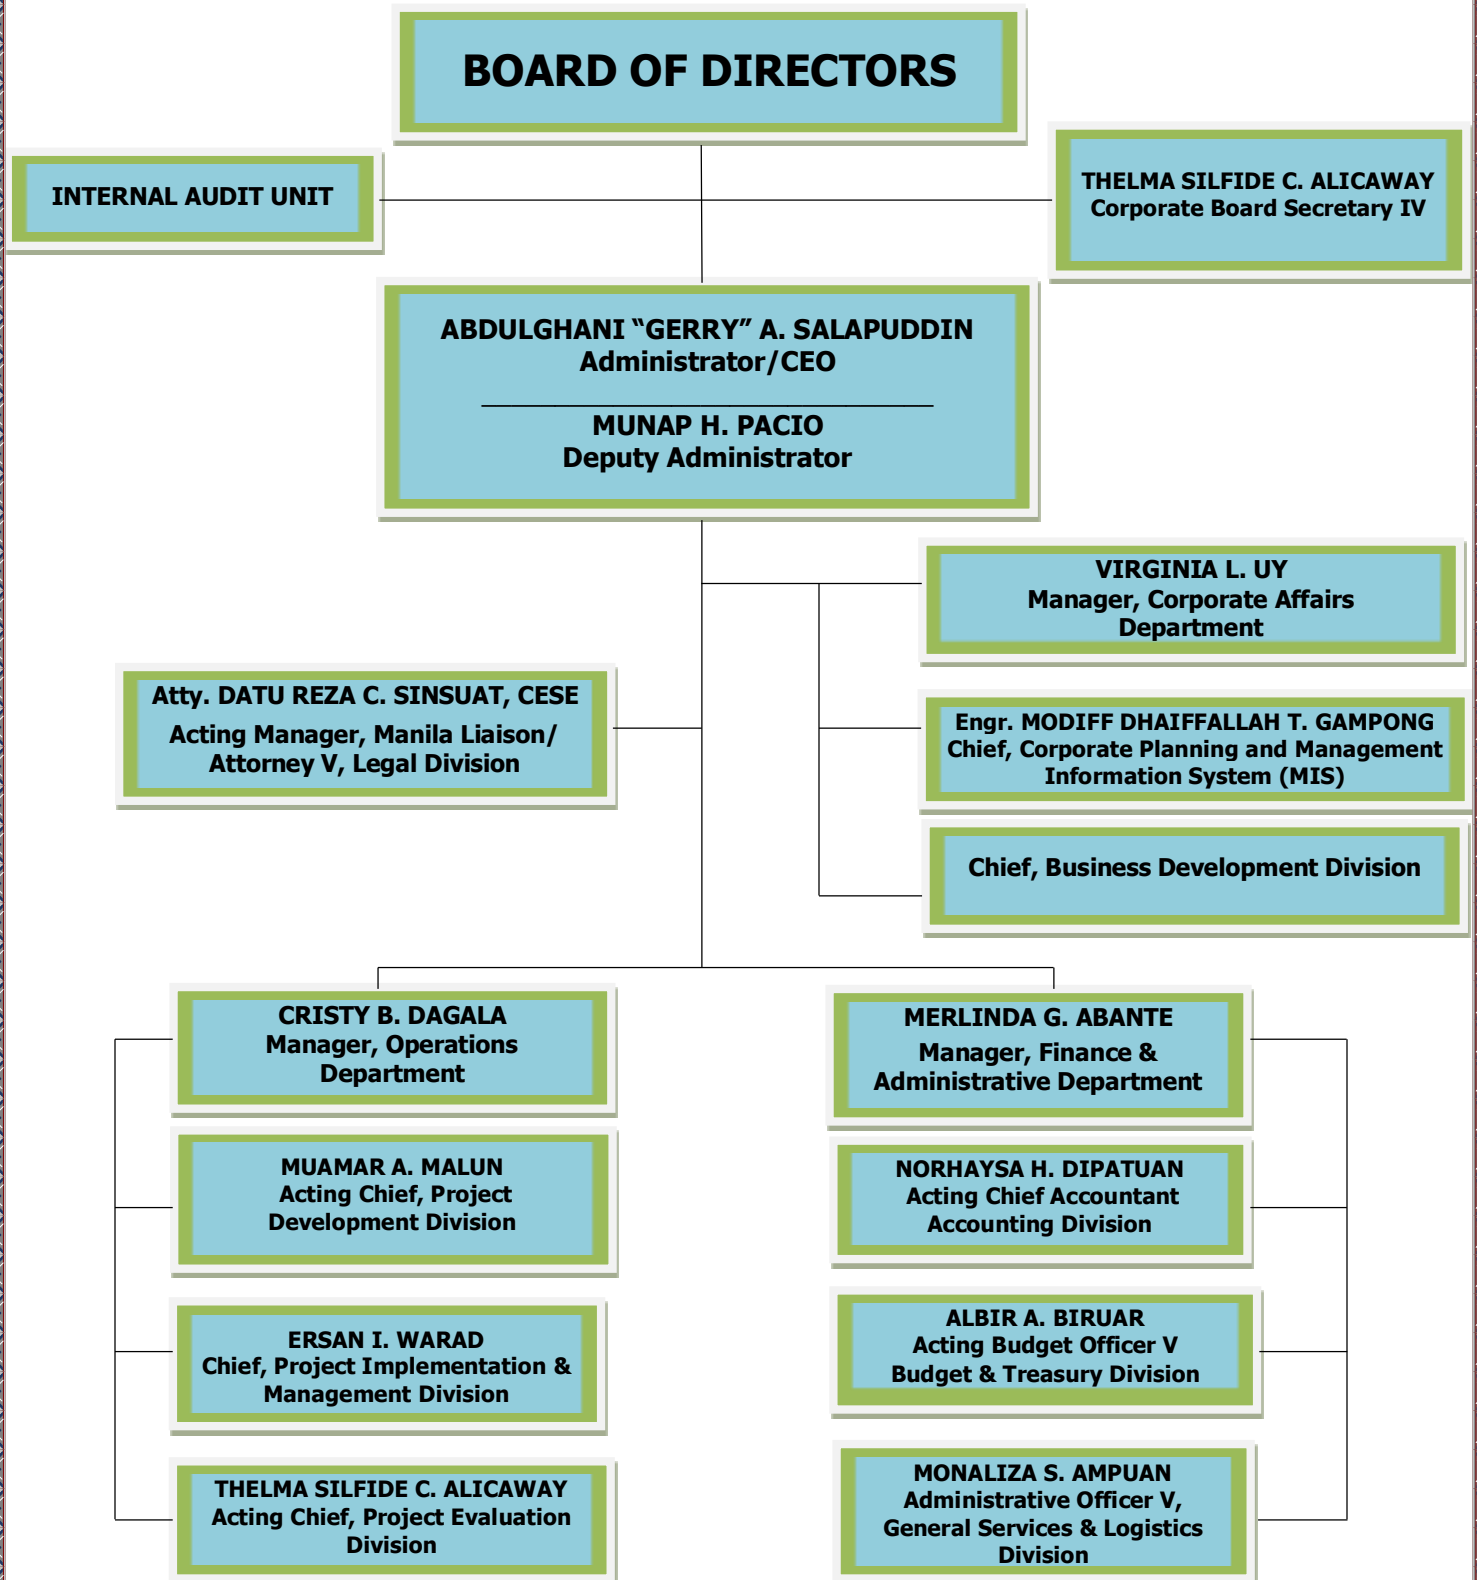 BOARD OF DIRECTORS
INTERNAL AUDIT UNIT
THELMA SILFIDE C. ALICAWAY
Corporate Board Secretary IV
ABDULGHANI “GERRY” A. SALAPUDDIN
Administrator/CEO
MUNAP H. PACIO
Deputy Administrator
VIRGINIA L. UY
Manager, Corporate Affairs
Department
Atty. DATU REZA C. SINSUAT, CESE
Acting Manager, Manila Liaison/
Attorney V, Legal Division
Engr. MODIFF DHAIFFALLAH T. GAMPONG
Chief, Corporate Planning and Management
Information System (MIS)
Chief, Business Development Division
CRISTY B. DAGALA
Manager, Operations
Department
MUAMAR A. MALUN
Acting Chief, Project
Development Division
ERSAN I. WARAD
Chief, Project Implementation &
Management Division
THELMA SILFIDE C. ALICAWAY
Acting Chief, Project Evaluation
Division
MERLINDA G. ABANTE
Manager, Finance &
Administrative Department
NORHAYSA H. DIPATUAN
Acting Chief Accountant
Accounting Division
ALBIR A. BIRUAR
Acting Budget Officer V
Budget & Treasury Division
MONALIZA S. AMPUAN
Administrative Officer V,
General Services & Logistics
Division